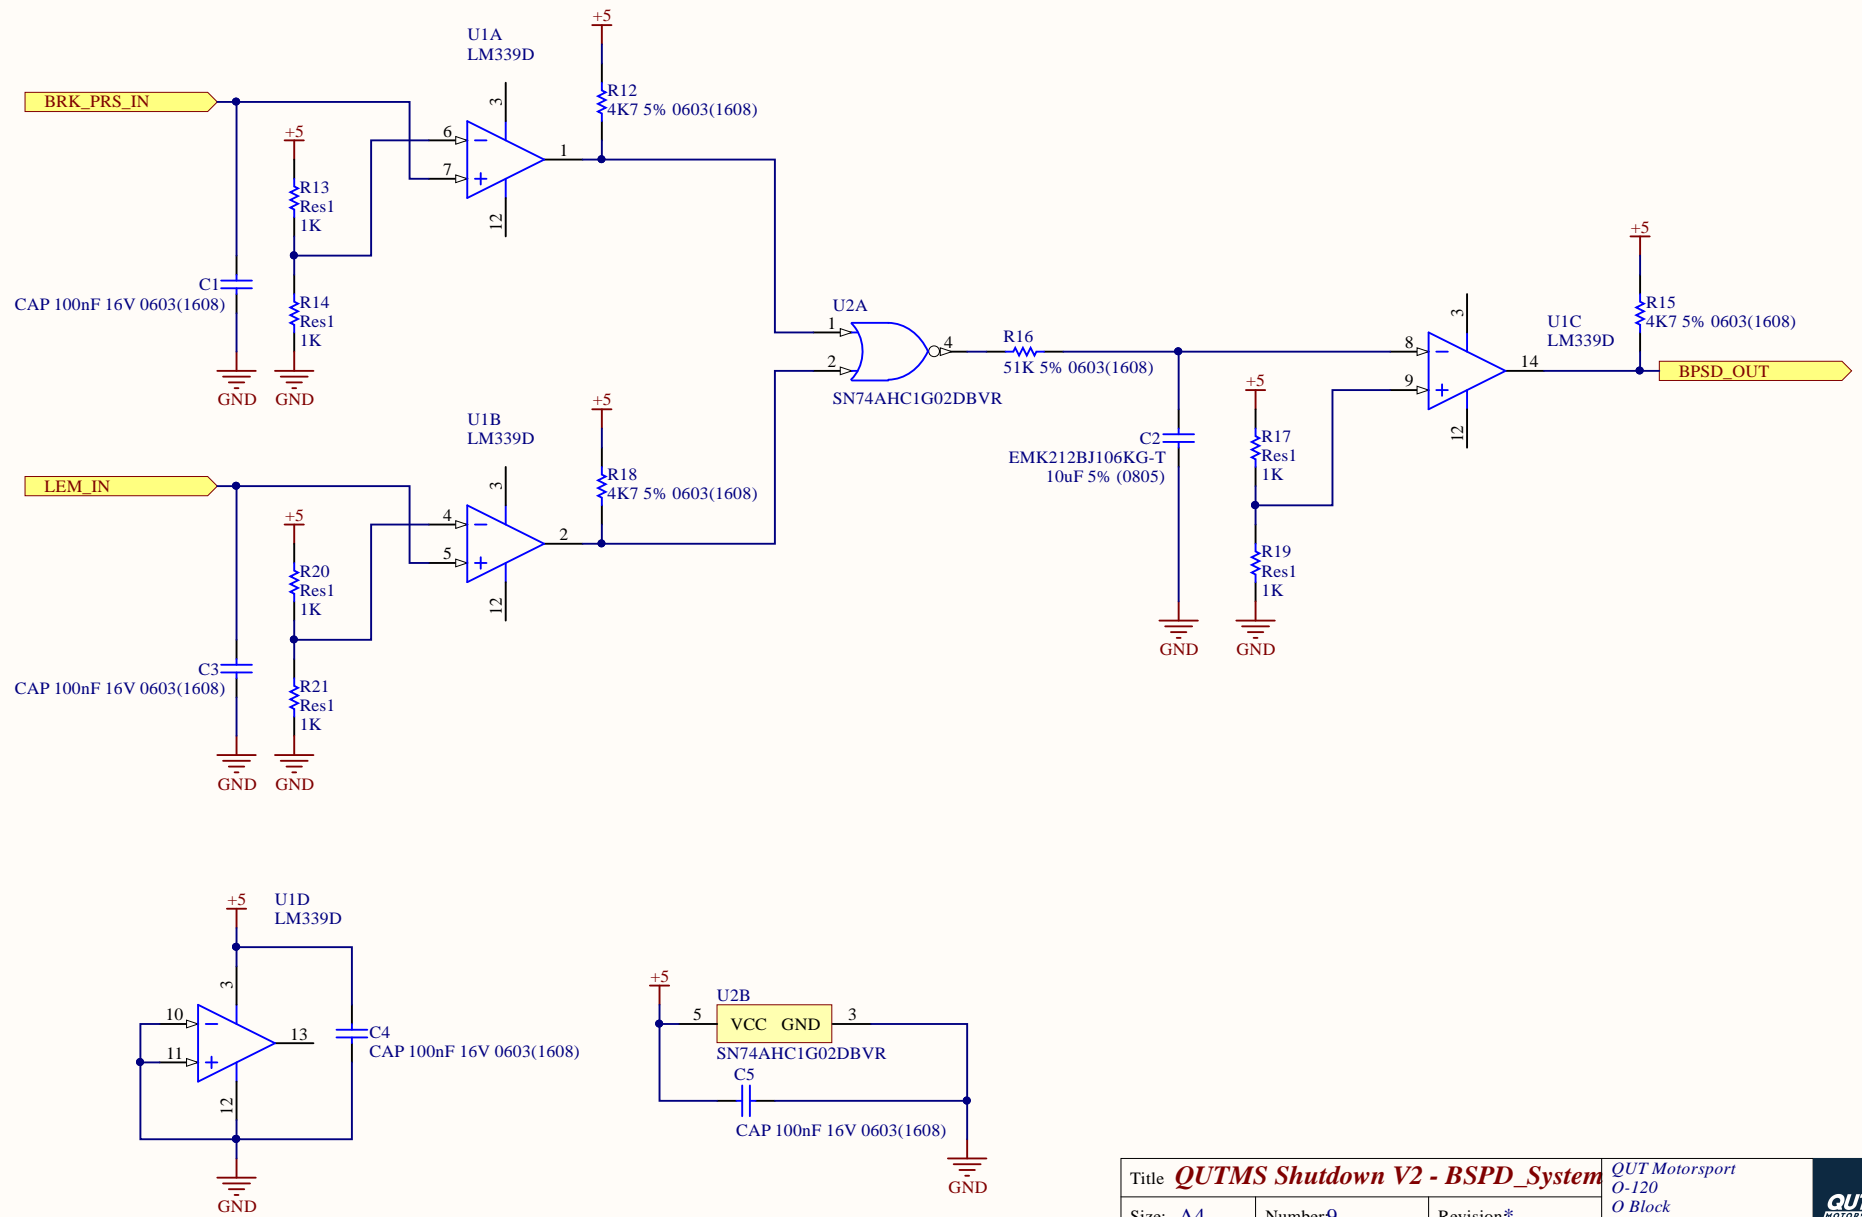 BRK_PRS_IN
C1
CAP 100nF 16V 0603(1608)
GND
+5
R13
Res1
1K
R14
Res1
1K
GND
U1A
LM339D
3
6
7
12
1
+5
R12
4K7 5% 0603(1608)
LEM_IN
C3
CAP 100nF 16V 0603(1608)
GND
+5
R20
Res1
1K
R21
Res1
1K
GND
U1B
LM339D
3
4
5
12
2
+5
R18
4K7 5% 0603(1608)
U2A
1
2
4
SN74AHC1G02DBVR
R16
51K 5% 0603(1608)
C2
EMK212BJ106KG-T
10uF 5% (0805)
GND
+5
R17
Res1
1K
R19
Res1
1K
GND
3
8
9
12
14
U1C
LM339D
+5
R15
4K7 5% 0603(1608)
BPSD_OUT
+5
U1D
LM339D
3
10
11
12
13
C4
CAP 100nF 16V 0603(1608)
GND
+5
U2B
5
VCC GND
3
SN74AHC1G02DBVR
C5
CAP 100nF 16V 0603(1608)
GND
Title QUTMS Shutdown V2 - BSPD_System
Size: A4 Number:9 Revision:*
QUT Motorsport
O-120
O Block